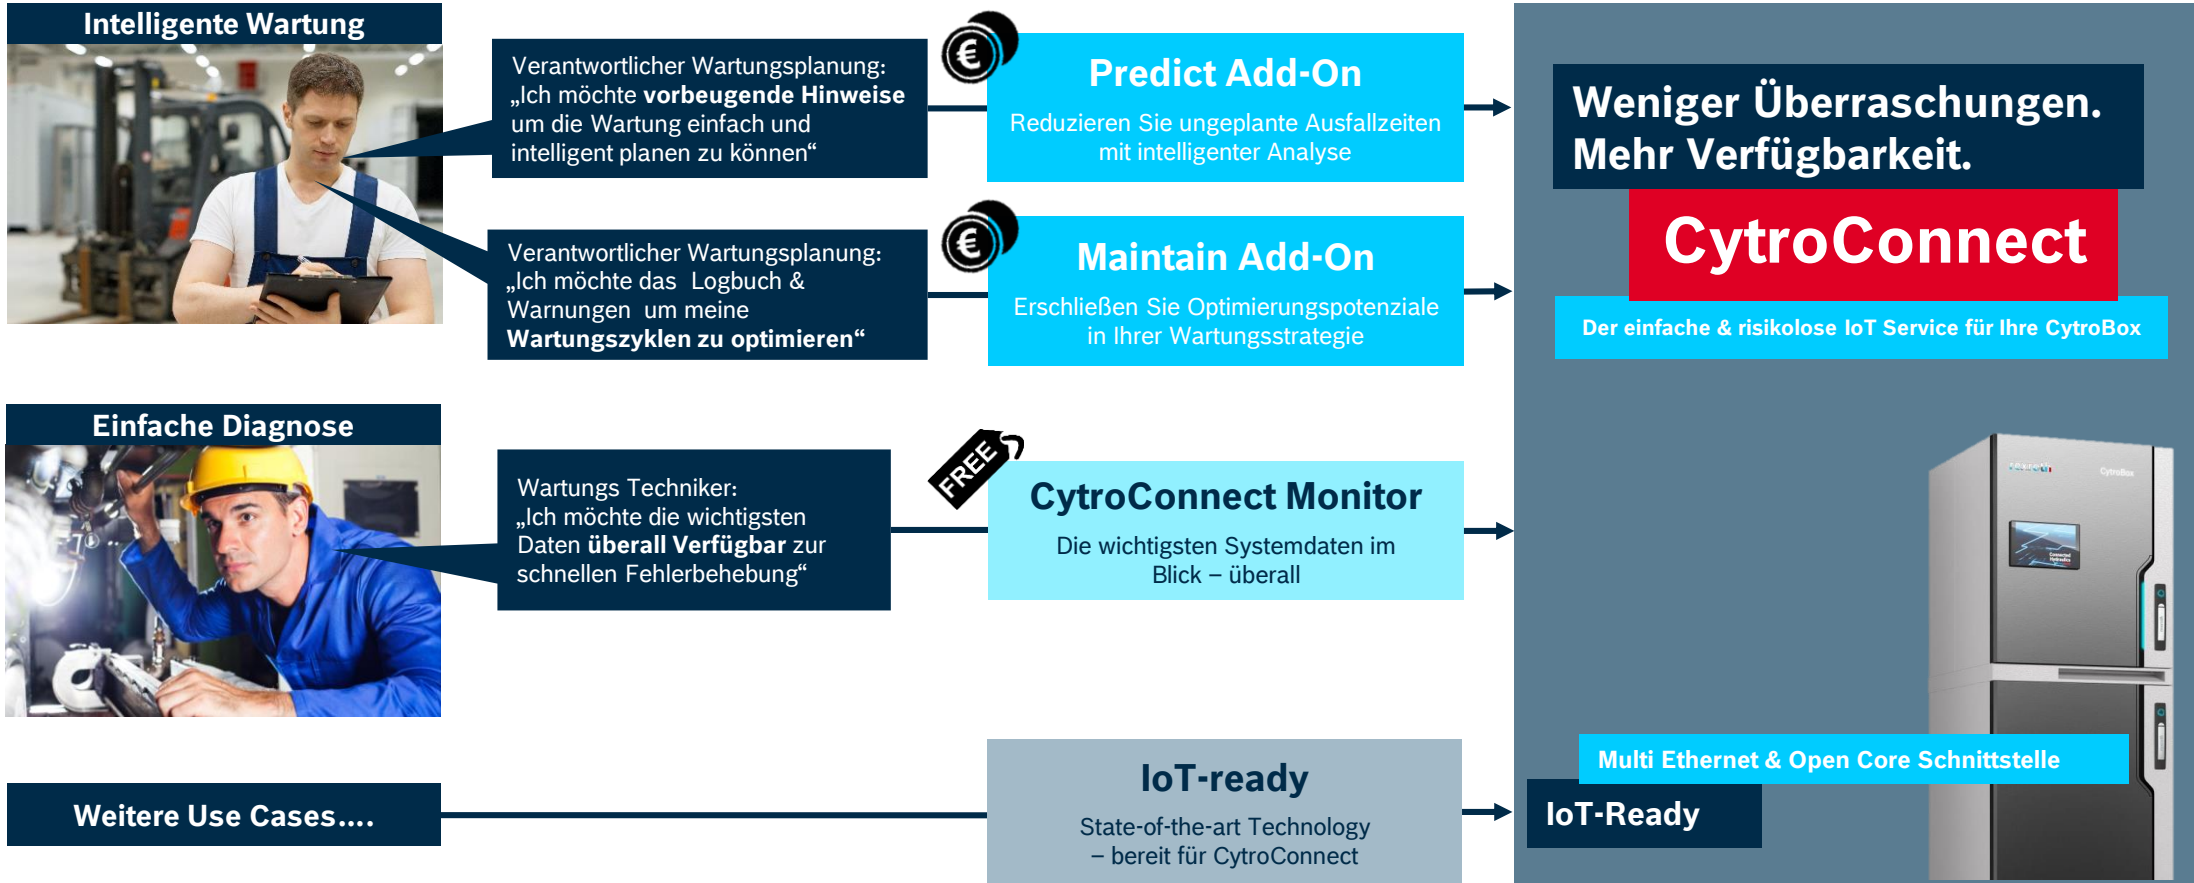 Intelligente Wartung
Verantwortlicher Wartungsplanung:
„Ich möchte vorbeugende Hinweise
um die Wartung einfach und
intelligent planen zu können“
€
Predict Add-On
Reduzieren Sie ungeplante Ausfallzeiten
mit intelligenter Analyse
Verantwortlicher Wartungsplanung:
„Ich möchte das  Logbuch &
Warnungen  um meine
Wartungszyklen zu optimieren“
€
Maintain Add-On
Erschließen Sie Optimierungspotenziale
in Ihrer Wartungsstrategie
Weniger Überraschungen.
Mehr Verfügbarkeit.
CytroConnect
Der einfache & risikolose IoT Service für Ihre CytroBox
Einfache Diagnose
Wartungs Techniker:
„Ich möchte die wichtigsten
Daten überall Verfügbar zur
schnellen Fehlerbehebung“
FREE
CytroConnect Monitor
Die wichtigsten Systemdaten im
Blick – überall
rexroth
CytroBox
Connected
Hydraulics
Weitere Use Cases....
IoT-ready
State-of-the-art Technology
– bereit für CytroConnect
Multi Ethernet & Open Core Schnittstelle
IoT-Ready